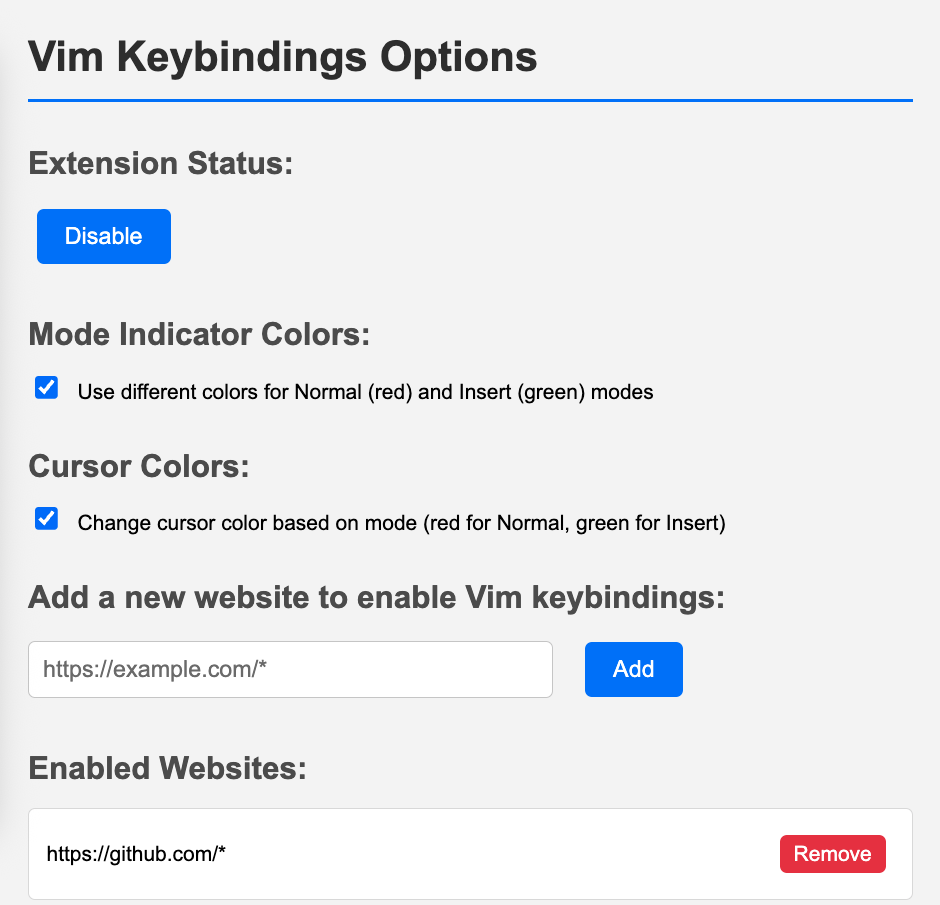 Vim Keybindings Options
Extension Status:
Disable
Mode Indicator Colors:
Use different colors for Normal (red) and Insert (green) modes
Cursor Colors:
Change cursor color based on mode (red for Normal, green for Insert)
Add a new website to enable Vim keybindings:
https://example.com/* Add
Enabled Websites:
https://github.com/* Remove